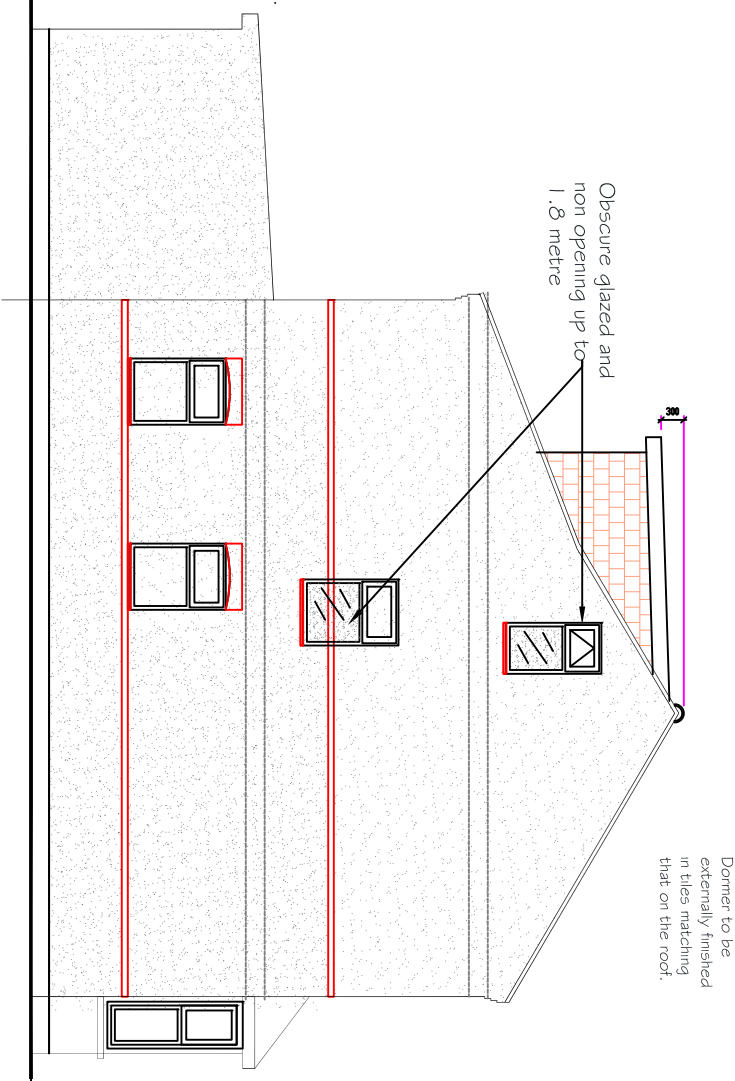 Obscure glazed and
non opening up to
1.8 metre
300
Dormer to be
externally finished
in tiles matching
that on the roof.